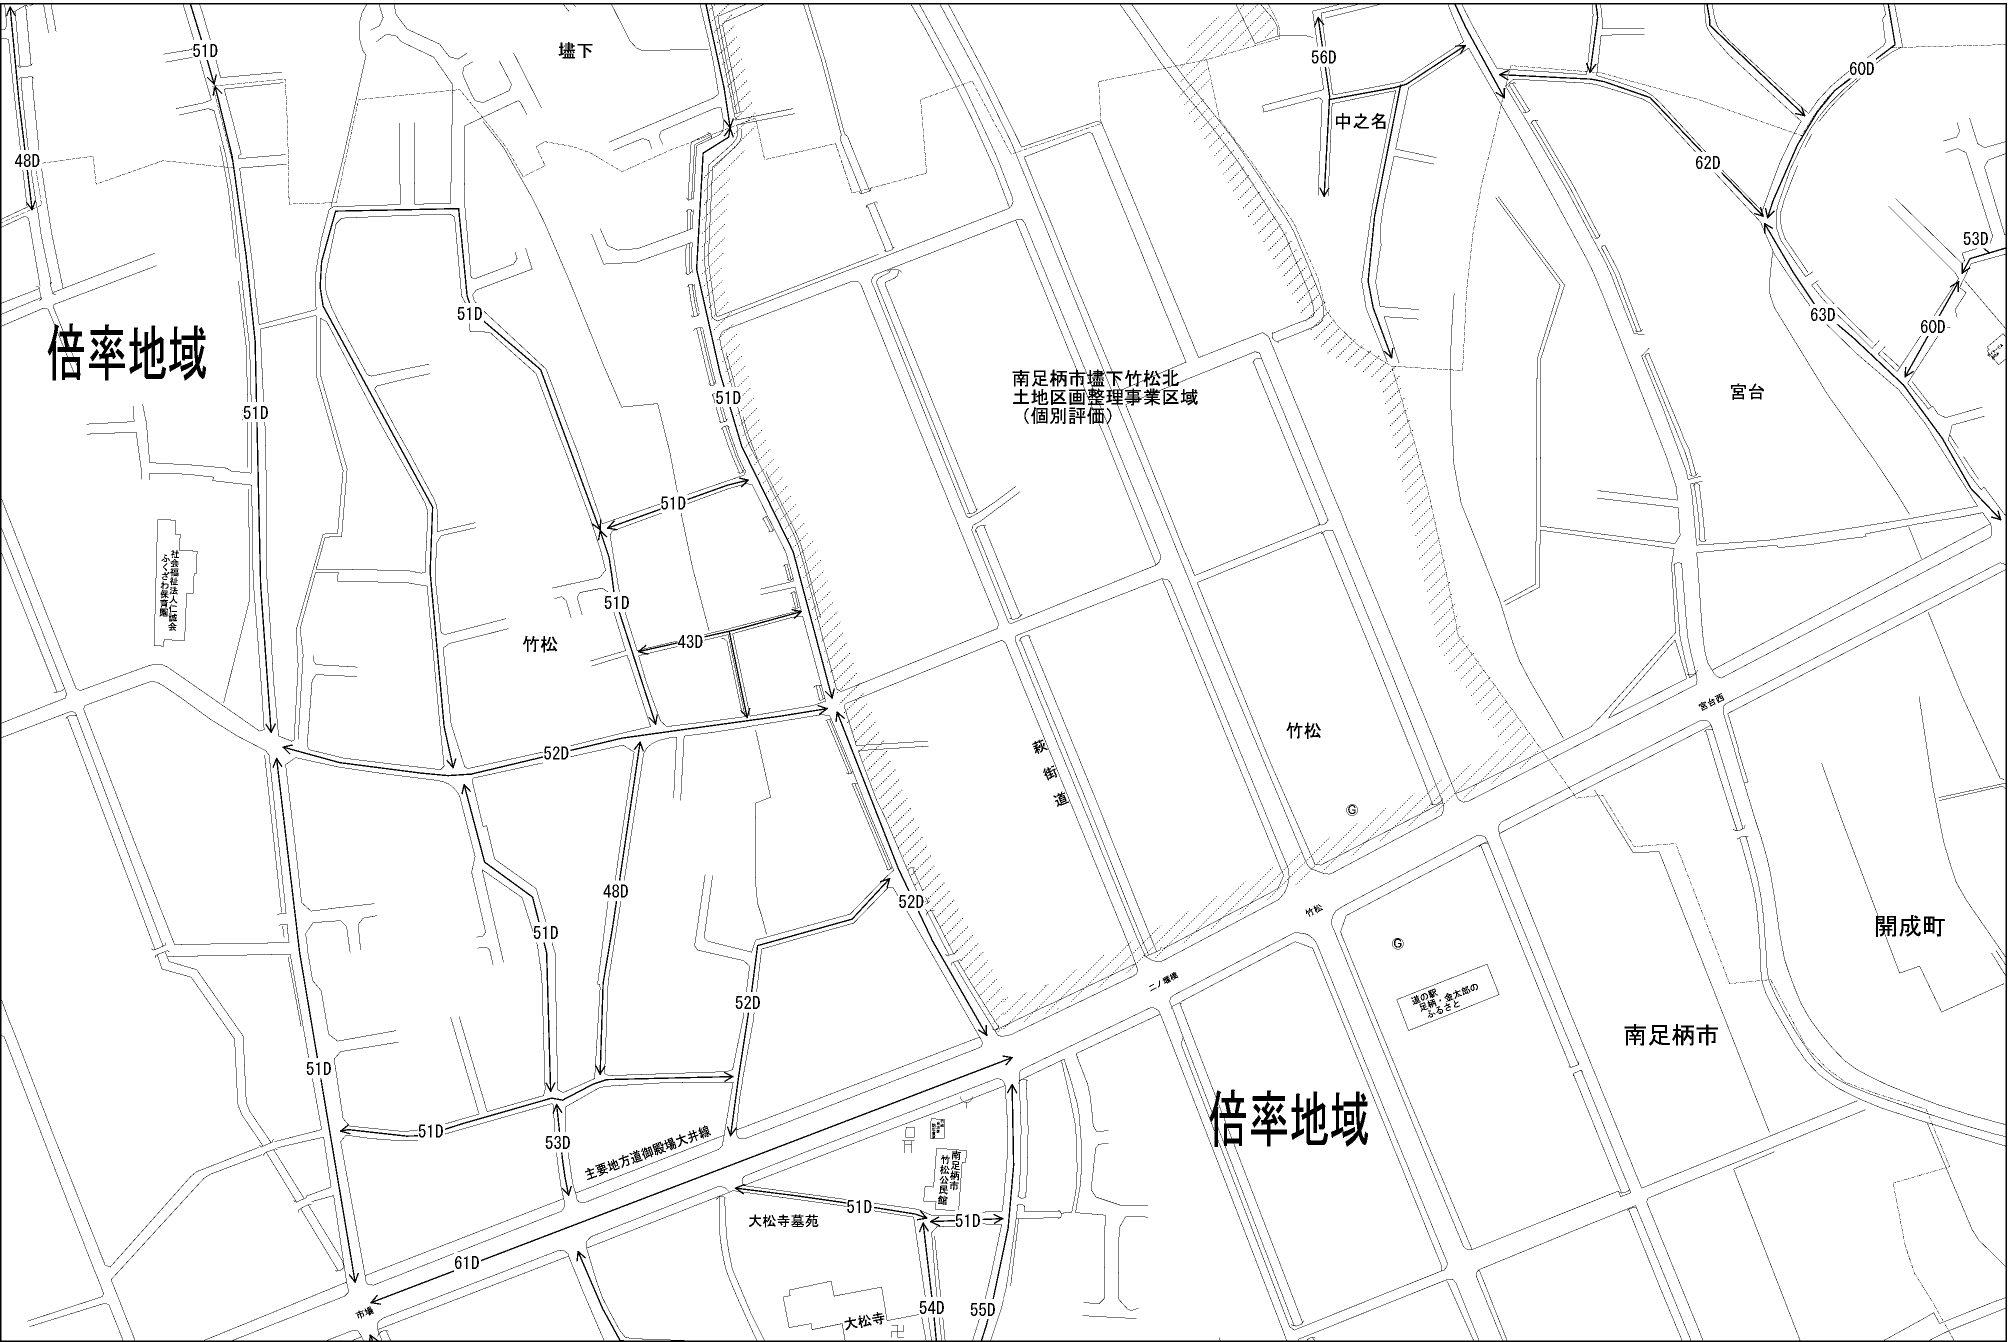 51D
壗下
56D
60D
中之名
48D
62D
53D
51D
63D
60D
倍率地域
51D
南足柄市壗下竹松北
土地区画整理事業区域
（個別評価）
51D
宮台
51D
51D
社会福祉法人仁誠会
ふくざわ保育園
51D
43D
竹松
宮台西
竹松
萩街道
52D
G
48D
52D
竹松
開成町
51D
G
二ノ堰橋
道の駅
足柄・金太郎の
ふるさと
52D
南足柄市
51D
倍率地域
51D
53D
主要地方道御殿場大井線
南足柄市
竹松公民館
51D
51D
大松寺墓苑
61D
54D
55D
市場
大松寺